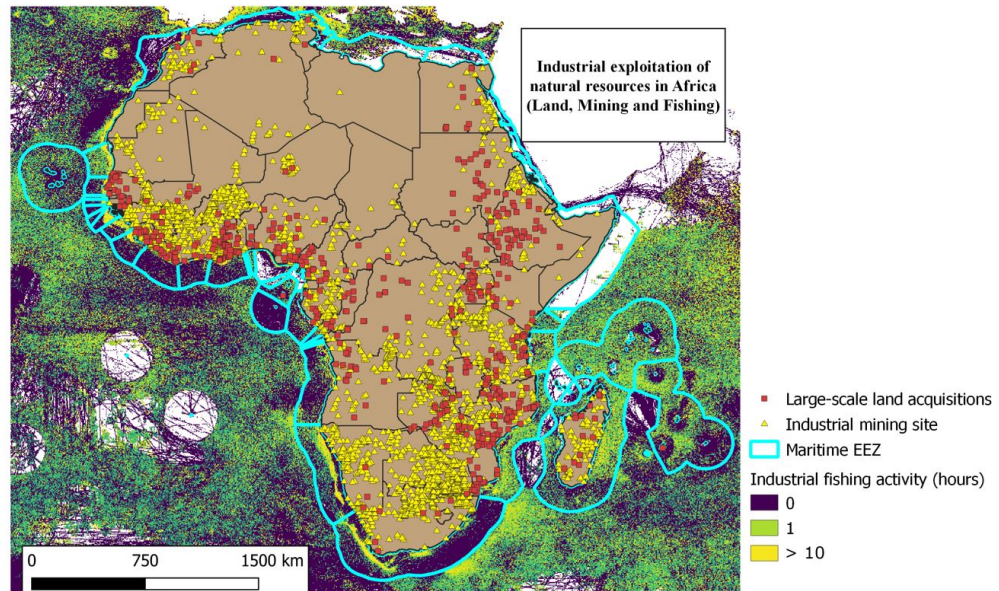 Industrial exploitation of
natural resources in Africa
(Land, Mining and Fishing)
Large-scale land acquisitions
Industrial mining site
Maritime EEZ
Industrial fishing activity (hours)
0
1
> 10
0 750 1500 km